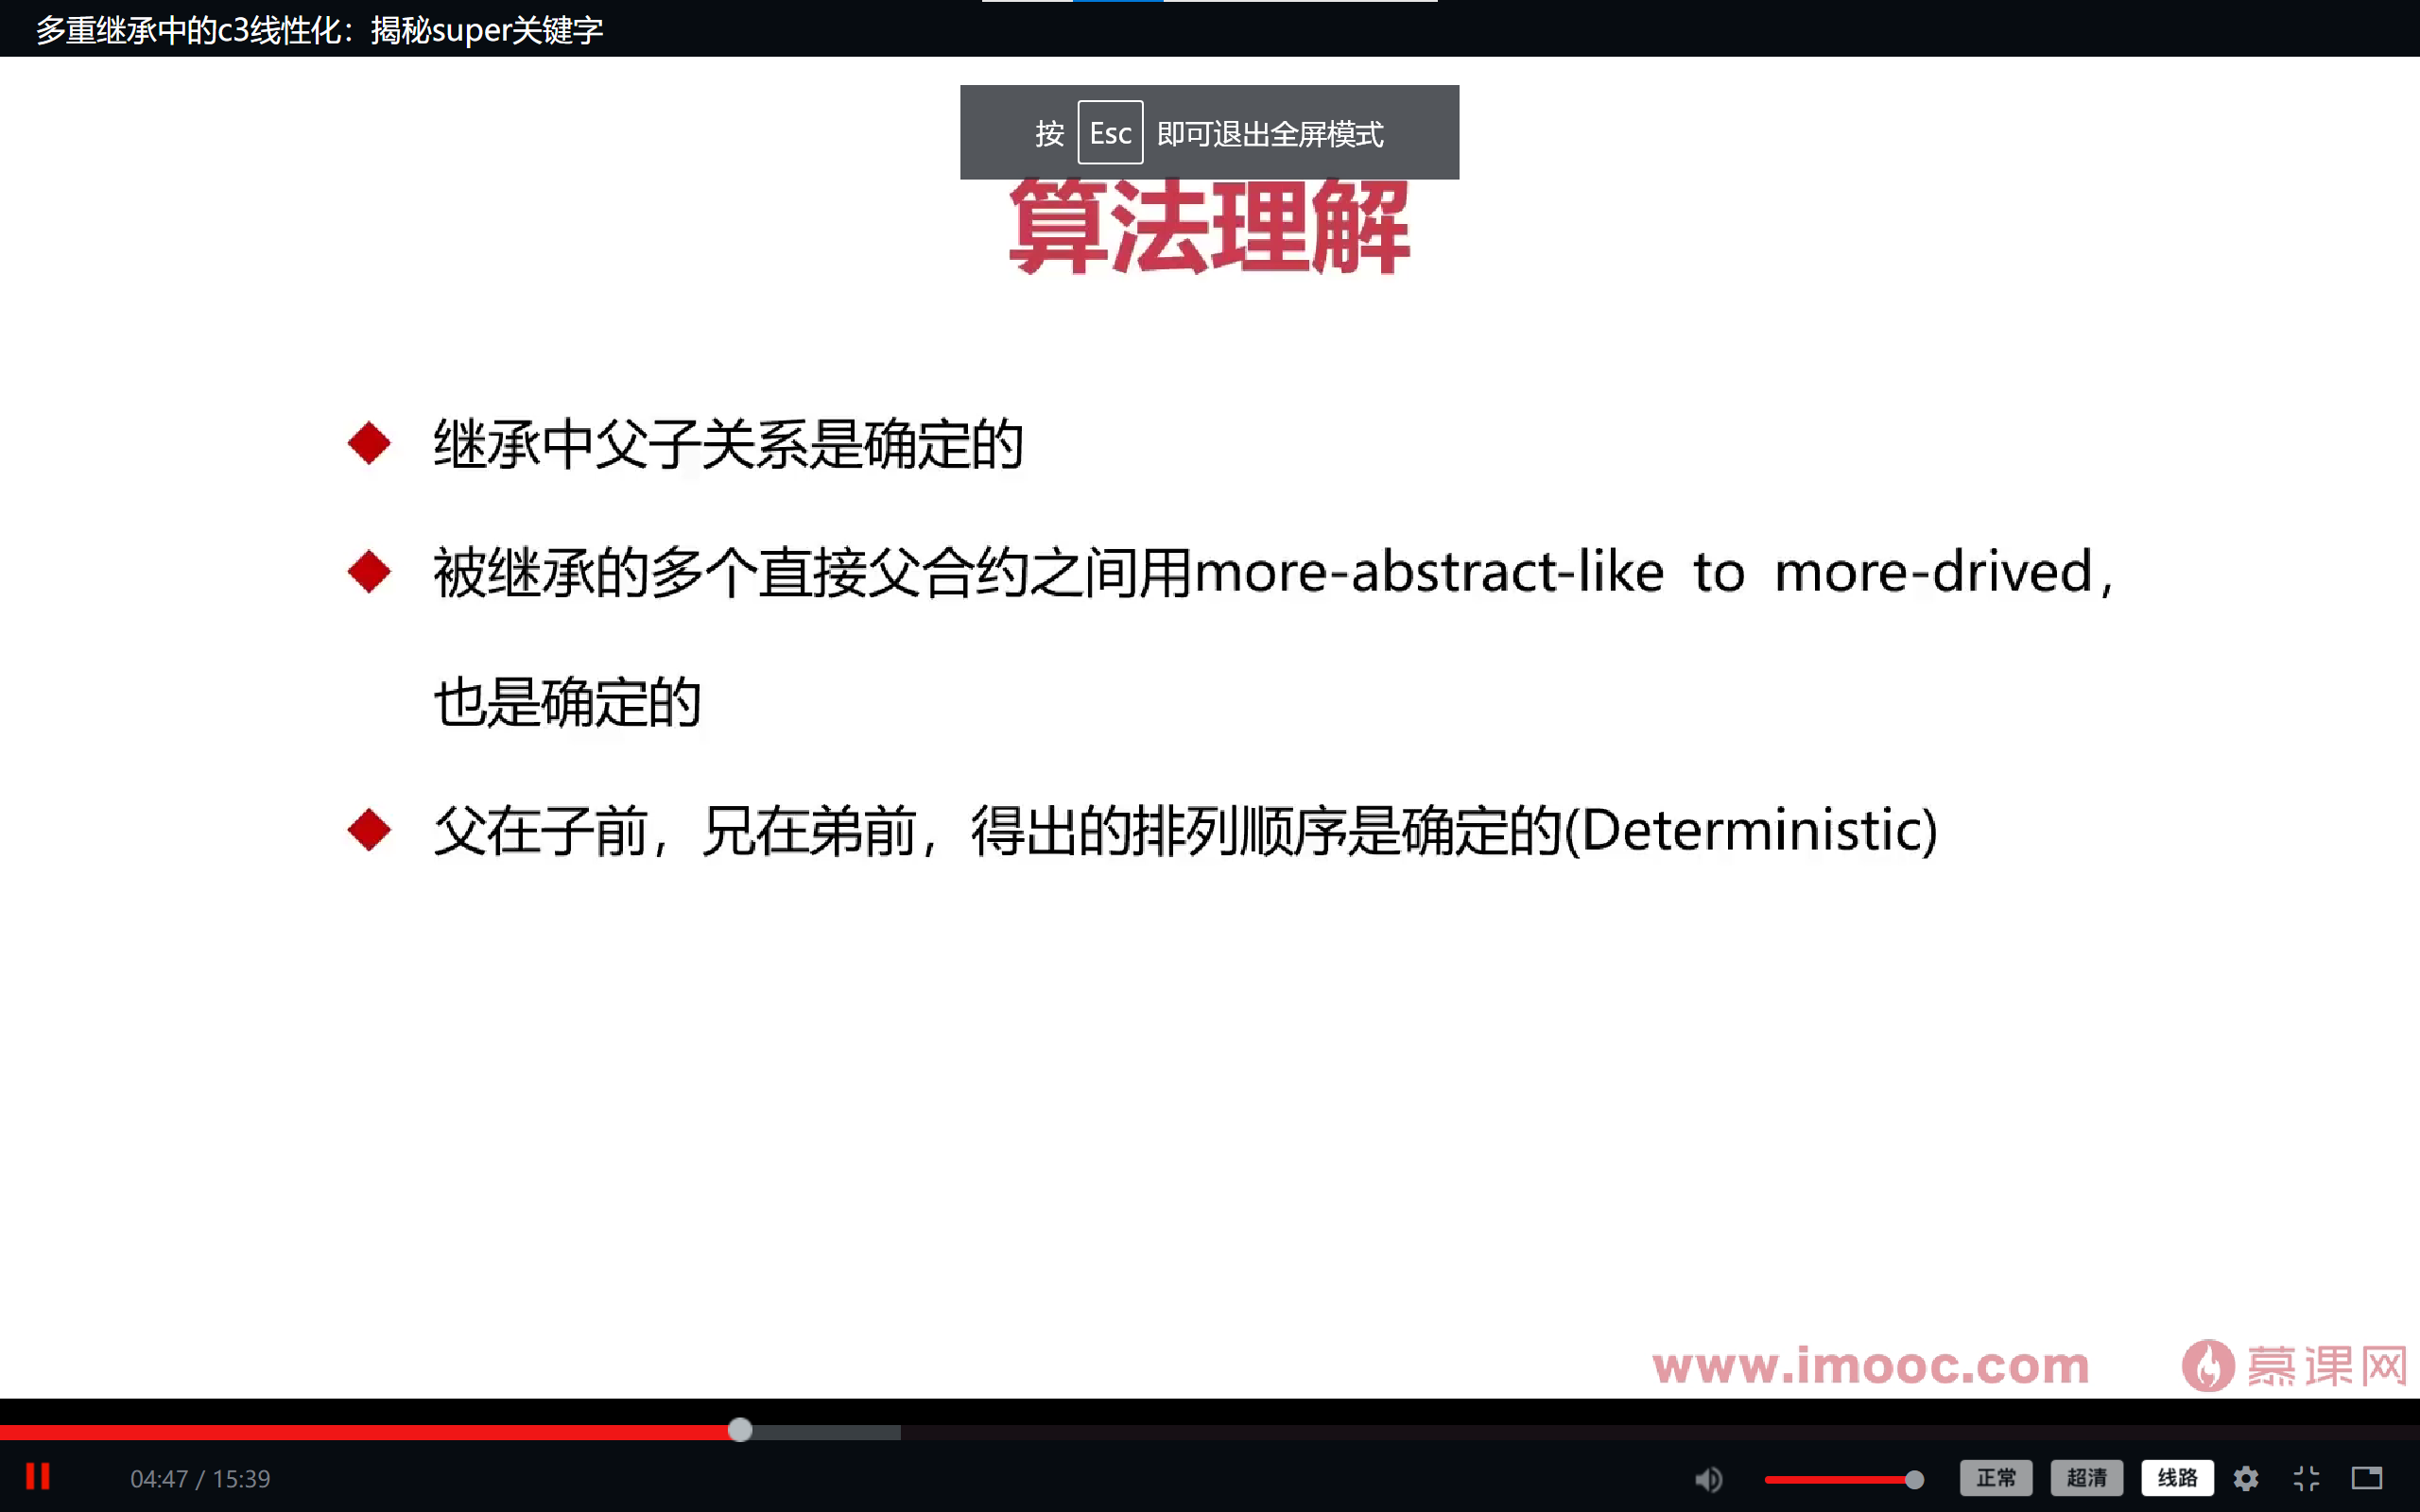 多重继承中的c3线性化：揭秘super关键字
按 Esc 即可退出全屏模式
算法理解
继承中父子关系是确定的
被继承的多个直接父合约之间用more-abstract-like to more-drived，
也是确定的
父在子前，兄在弟前，得出的排列顺序是确定的(Deterministic)
www.imooc.com 慕课网
04:47 / 15:39 正常 超清 线路